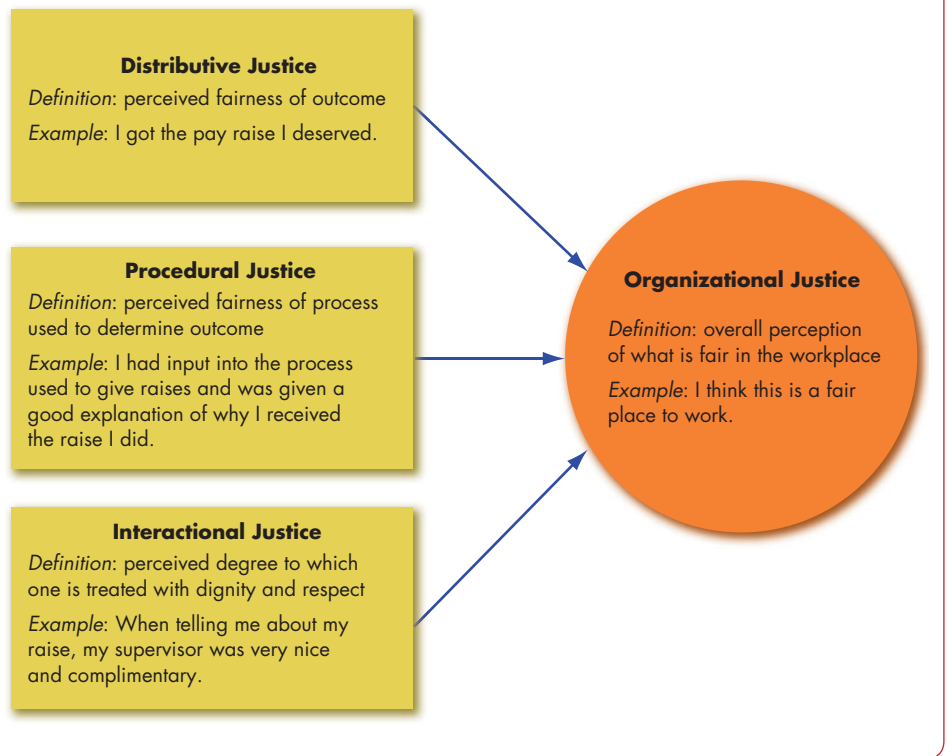 Distributive Justice
Definition: perceived fairness of outcome
Example: I got the pay raise I deserved.
Procedural Justice
Definition: perceived fairness of process
used to determine outcome
Example: I had input into the process
used to give raises and was given a
good explanation of why I received
the raise I did.
Interactional Justice
Definition: perceived degree to which
one is treated with dignity and respect
Example: When telling me about my
raise, my supervisor was very nice
and complimentary.
Organizational Justice
Definition: overall perception
of what is fair in the workplace
Example: I think this is a fair
place to work.